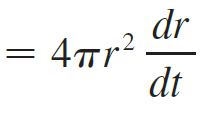 = 4πr² dr/dt